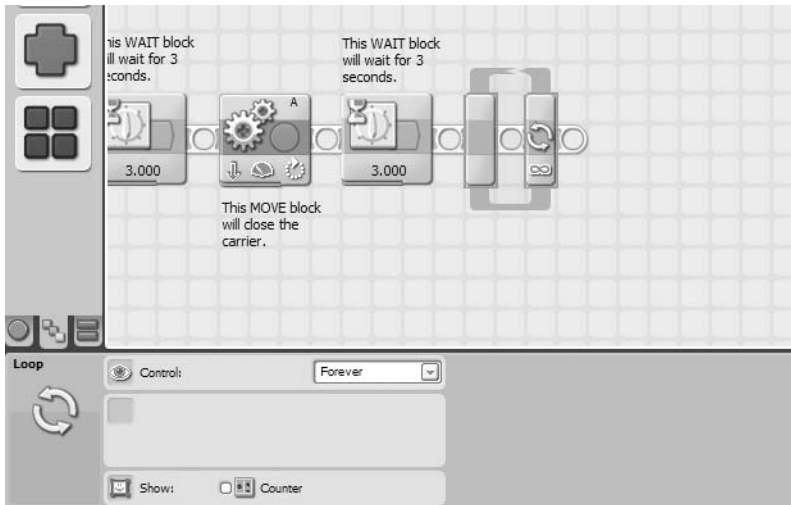 his WAIT block
ill wait for 3
econds.
This WAIT block
will wait for 3
seconds.
A
3.000
3.000
This MOVE block
will close the
carrier.
Loop
Control:
Forever
Show:
Counter